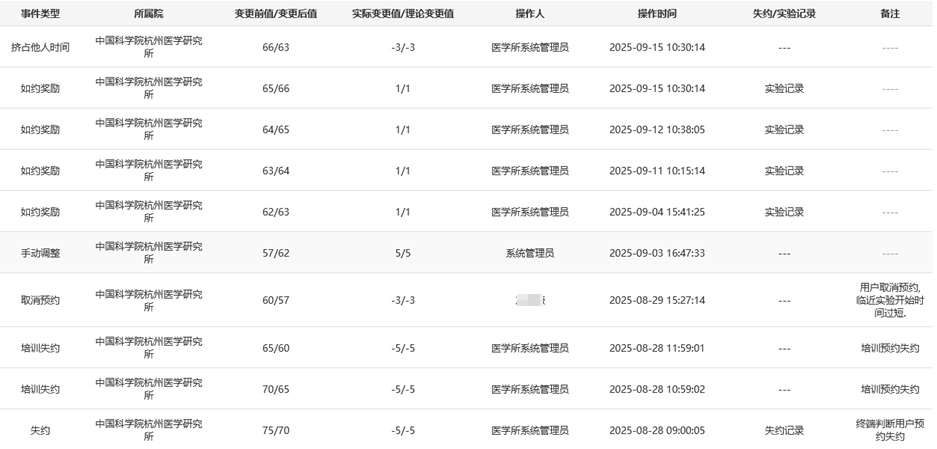 事件类型 所属院 变更前值/变更后值 实际变更值/理论变更值 操作人 操作时间 失约/实验记录 备注
挤占他人时间 中国科学院杭州医学研究所 66/63 -3/-3 医学所系统管理员 2025-09-15 10:30:14 --- ----
如约奖励 中国科学院杭州医学研究所 65/66 1/1 医学所系统管理员 2025-09-15 10:30:14 实验记录 ----
如约奖励 中国科学院杭州医学研究所 64/65 1/1 医学所系统管理员 2025-09-12 10:38:05 实验记录 ----
如约奖励 中国科学院杭州医学研究所 63/64 1/1 医学所系统管理员 2025-09-11 10:15:14 实验记录 ----
如约奖励 中国科学院杭州医学研究所 62/63 1/1 医学所系统管理员 2025-09-04 15:41:25 实验记录 ----
手动调整 中国科学院杭州医学研究所 57/62 5/5 系统管理员 2025-09-03 16:47:33 --- ----
取消预约 中国科学院杭州医学研究所 60/57 -3/-3 2025-08-29 15:27:14 --- 用户取消预约,临近实验开始时间过短.
培训失约 中国科学院杭州医学研究所 65/60 -5/-5 医学所系统管理员 2025-08-28 11:59:01 --- 培训预约失约
培训失约 中国科学院杭州医学研究所 70/65 -5/-5 医学所系统管理员 2025-08-28 10:59:02 --- 培训预约失约
失约 中国科学院杭州医学研究所 75/70 -5/-5 医学所系统管理员 2025-08-28 09:00:05 失约记录 终端判断用户预约失约